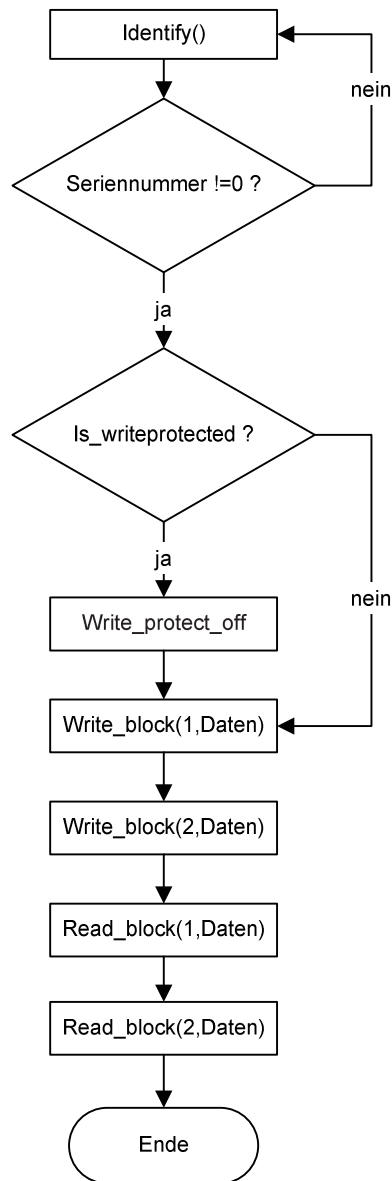 Identify()
nein
Seriennummer !=0 ?
ja
Is_writeprotected ?
ja
nein
Write_protect_off
Write_block(1,Daten)
Write_block(2,Daten)
Read_block(1,Daten)
Read_block(2,Daten)
Ende